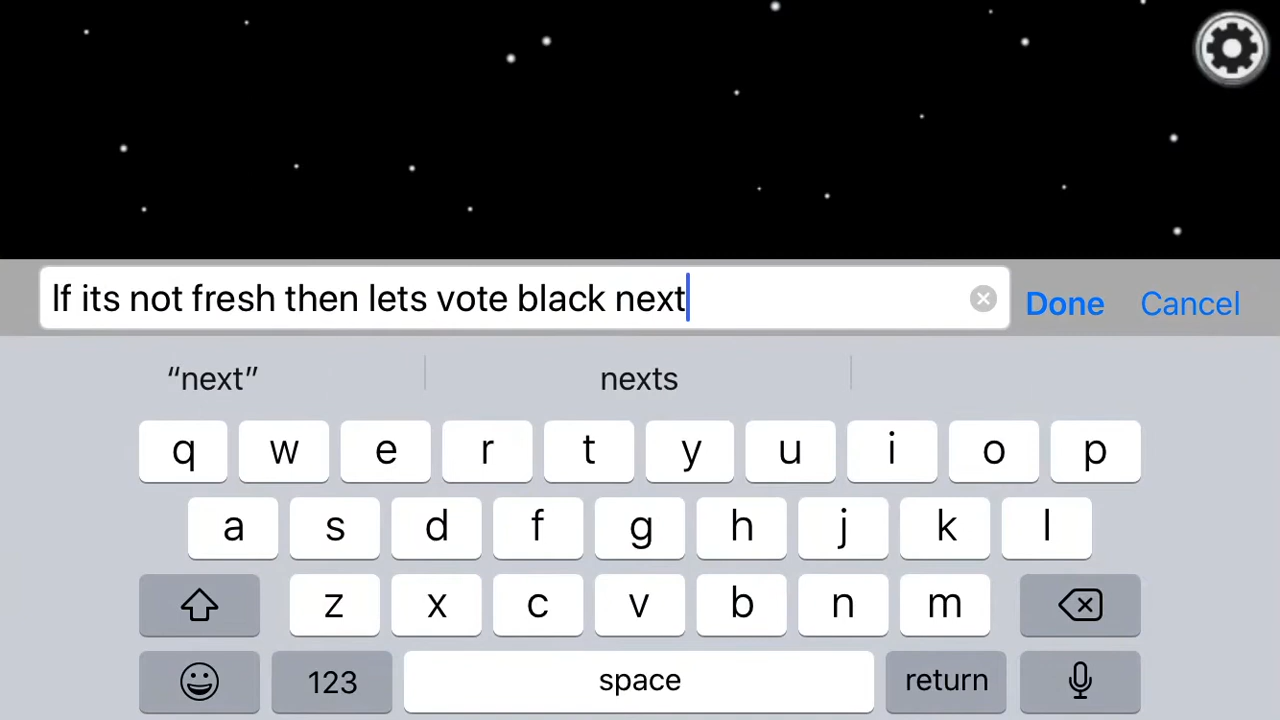 If its not fresh then lets vote black next
Done Cancel
“next” nexts
q w e r t y u i o p
a s d f g h j k l
z x c v b n m
123 space return